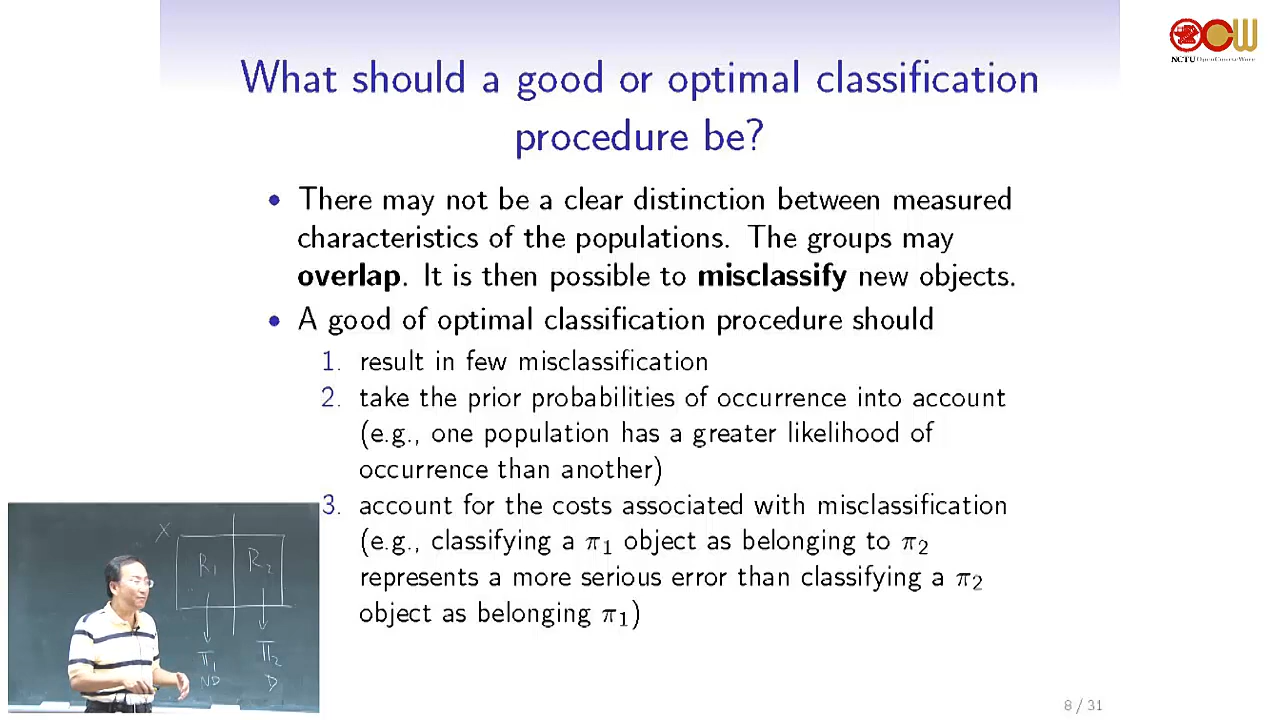 What should a good or optimal classification
procedure be?
• There may not be a clear distinction between measured
characteristics of the populations. The groups may
overlap. It is then possible to misclassify new objects.
• A good of optimal classification procedure should
1. result in few misclassification
2. take the prior probabilities of occurrence into account
(e.g., one population has a greater likelihood of
occurrence than another)
3. account for the costs associated with misclassification
(e.g., classifying a π1 object as belonging to π2
represents a more serious error than classifying a π2
object as belonging π1)
8 / 31
OCW
NCTU OpenCourseWare
X
R1 R2
π1 π2
ND D